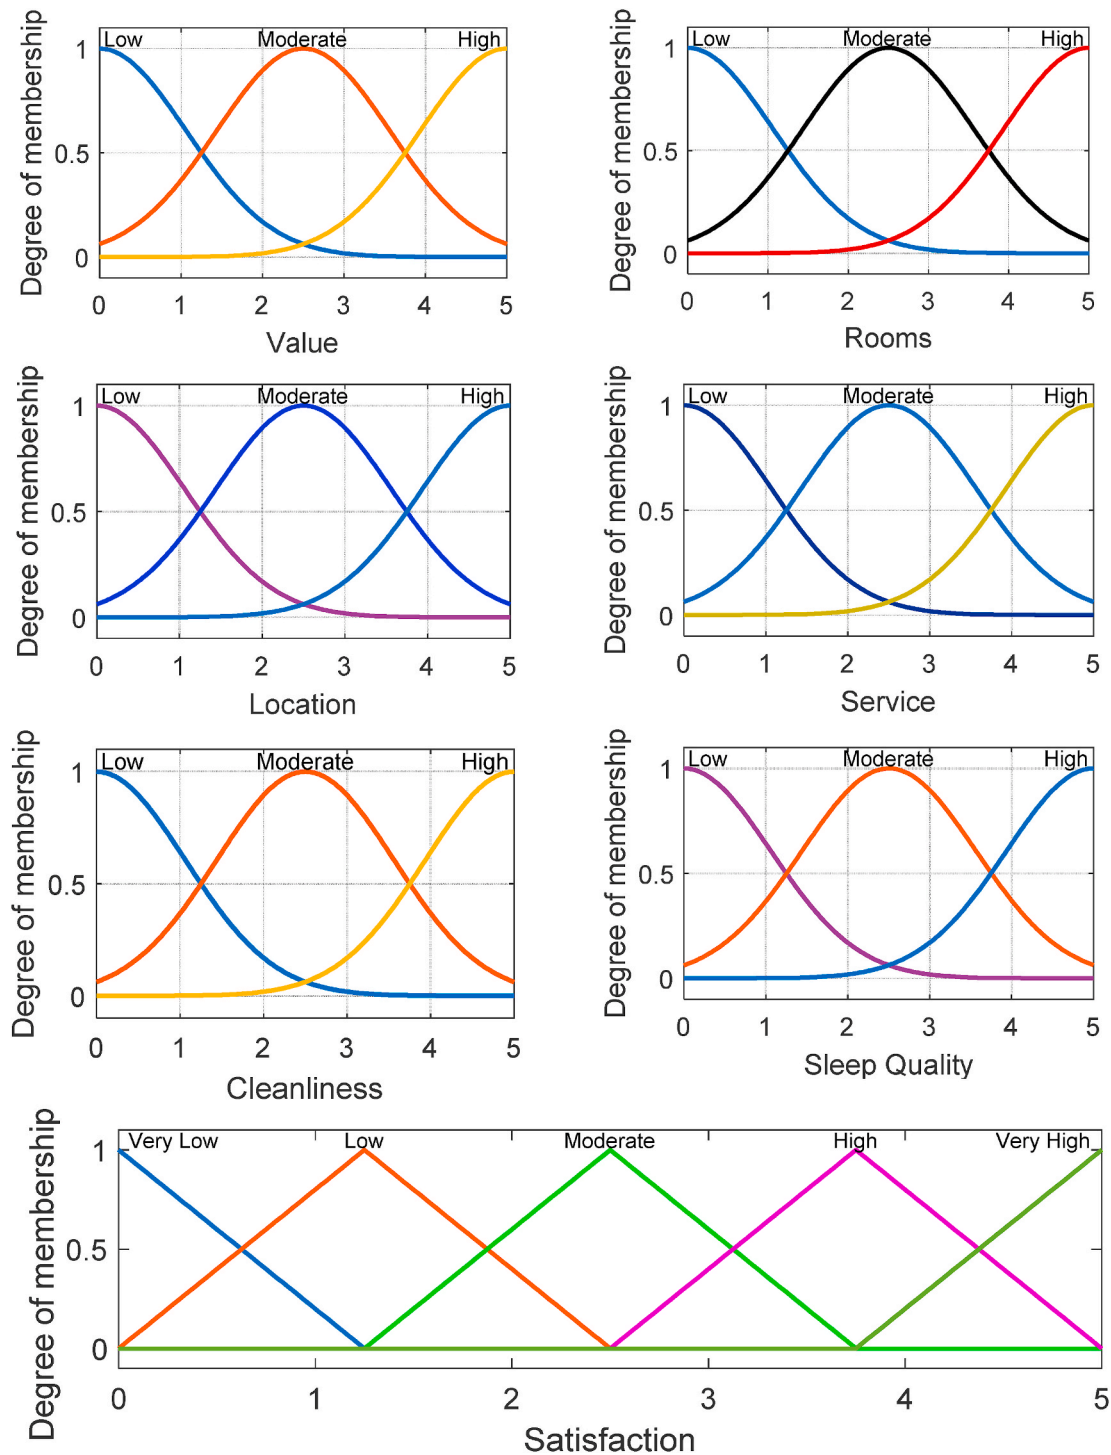 Low Moderate High
Degree of membership
1
0.5
0
0 1 2 3 4 5
Value
Low Moderate High
Degree of membership
1
0.5
0
0 1 2 3 4 5
Rooms
Low Moderate High
Degree of membership
1
0.5
0
0 1 2 3 4 5
Location
Low Moderate High
Degree of membership
1
0.5
0
0 1 2 3 4 5
Service
Low Moderate High
Degree of membership
1
0.5
0
0 1 2 3 4 5
Cleanliness
Low Moderate High
Degree of membership
1
0.5
0
0 1 2 3 4 5
Sleep Quality
Very Low Low Moderate High Very High
Degree of membership
1
0.5
0
0 1 2 3 4 5
Satisfaction